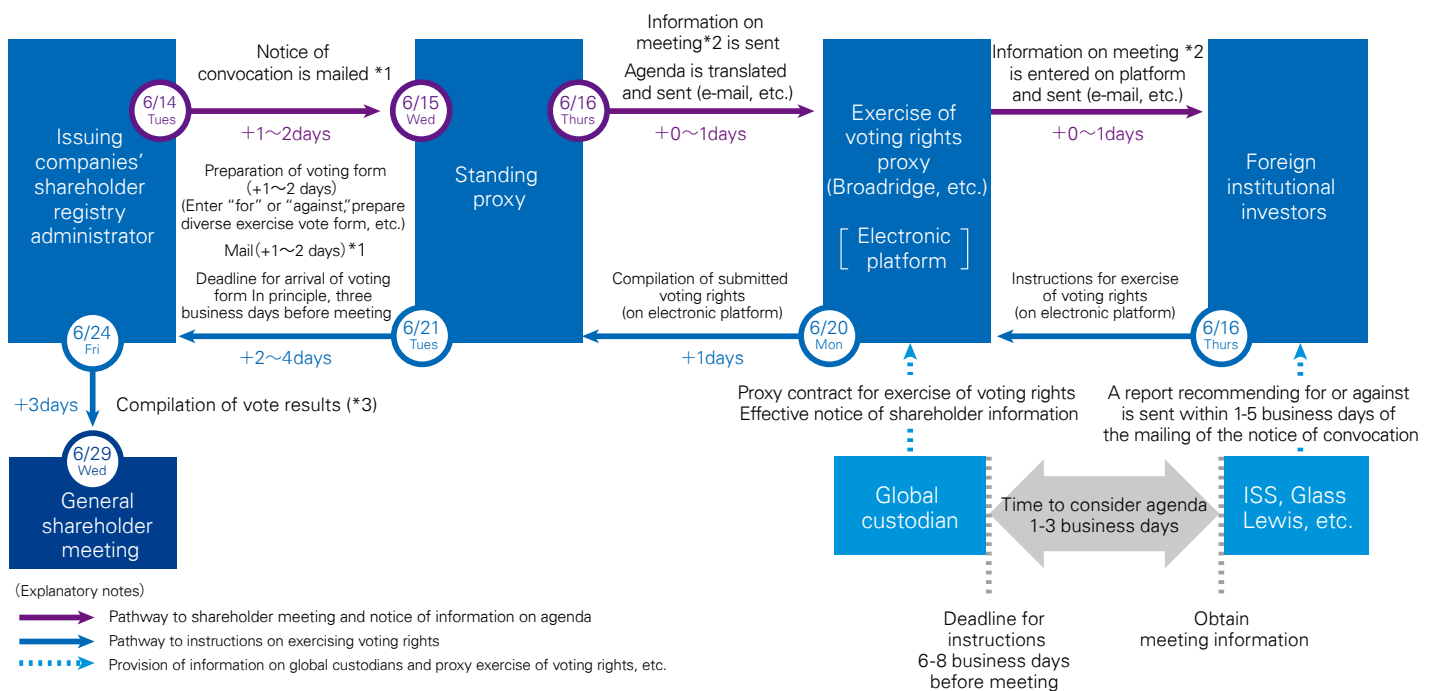 Notice of
convocation is mailed *1
Information on
meeting*2 is sent
Agenda is translated
and sent (e-mail, etc.)
Information on meeting *2
is entered on platform
and sent (e-mail, etc.)
6/14
Tues
+1～2days
6/15
Wed
6/16
Thurs
+0～1days
+0～1days
Issuing
companies’
shareholder
registry
administrator
Preparation of voting form
(+1～2 days)
(Enter “for” or “against,”prepare
diverse exercise vote form, etc.)
Mail(+1～2 days)*1
Deadline for arrival of voting
form In principle, three
business days before meeting
Standing
proxy
Exercise of
voting rights
proxy
(Broadridge, etc.)
[ Electronic
platform ]
Foreign
institutional
investors
Compilation of submitted
voting rights
(on electronic platform)
Instructions for exercise
of voting rights
(on electronic platform)
6/24
Fri
+2～4days
6/21
Tues
+1days
6/20
Mon
6/16
Thurs
+3days
Compilation of vote results (*3)
6/29
Wed
General
shareholder
meeting
Proxy contract for exercise of voting rights
Effective notice of shareholder information
A report recommending for or against
is sent within 1-5 business days of
the mailing of the notice of convocation
Global
custodian
Time to consider agenda
1-3 business days
ISS, Glass
Lewis, etc.
Deadline for
instructions
6-8 business days
before meeting
Obtain
meeting information
(Explanatory notes)
Pathway to shareholder meeting and notice of information on agenda
Pathway to instructions on exercising voting rights
Provision of information on global custodians and proxy exercise of voting rights, etc.